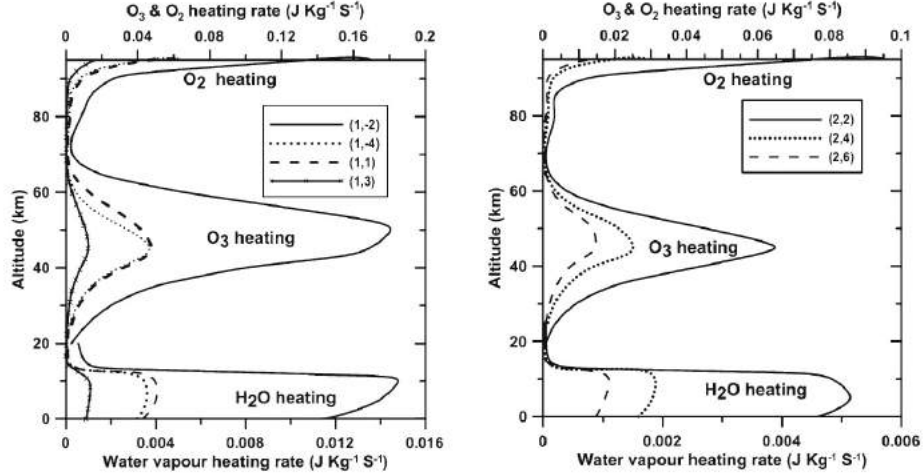 O3 & O2 heating rate (J Kg-1 S-1)
0 0.04 0.08 0.12 0.16 0.2
O2 heating
80
(1,-2)
(1,-4)
(1,1)
(1,3)
60
Altitude (km)
O3 heating
40
20
H2O heating
0
0 0.004 0.008 0.012 0.016
Water vapour heating rate (J Kg-1 S-1)
O3 & O2 heating rate (J Kg-1 S-1)
0 0.02 0.04 0.06 0.08 0.1
O2 heating
80
(2,2)
(2,4)
(2,6)
60
Altitude (km)
O3 heating
40
20
H2O heating
0
0 0.002 0.004 0.006
Water vapour heating rate (J Kg-1 S-1)